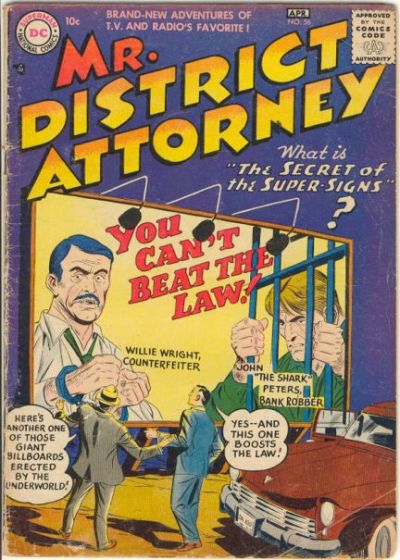 SUPERMAN
DC
NATIONAL COMICS
10c
BRAND-NEW ADVENTURES OF
T.V. AND RADIO'S FAVORITE!
APR.
NO. 56
APPROVED
BY THE
COMICS
CODE
CA
AUTHORITY
MR.
DISTRICT
ATTORNEY
What is
"THE SECRET of
the SUPER-SIGNS"
?
YOU
CAN'T
BEAT THE
LAW!
WILLIE WRIGHT,
COUNTERFEITER
JOHN
"THE SHARK"
PETERS,
BANK ROBBER
HERE'S
ANOTHER ONE
OF THOSE
GIANT
BILLBOARDS
ERECTED
BY THE
UNDERWORLD!
YES--AND
THIS ONE
BOOSTS
THE LAW!